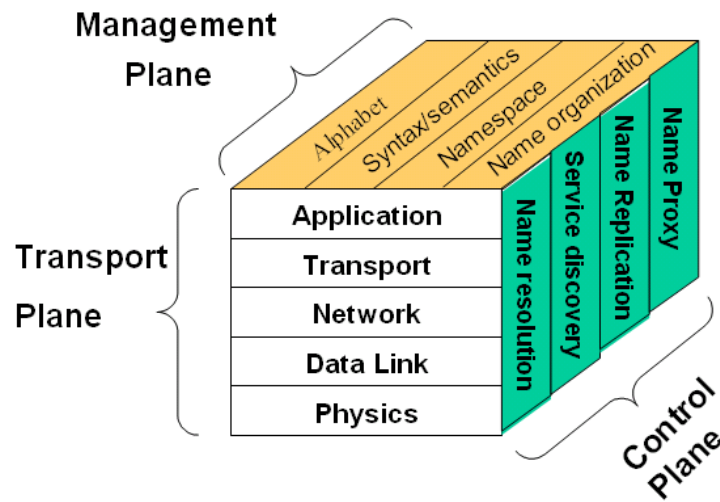 Management
Plane
Alphabet
Syntax/semantics
Namespace
Name organization
Transport
Plane
Application
Transport
Network
Data Link
Physics
Name resolution
Service discovery
Name Replication
Name Proxy
Control
Plane